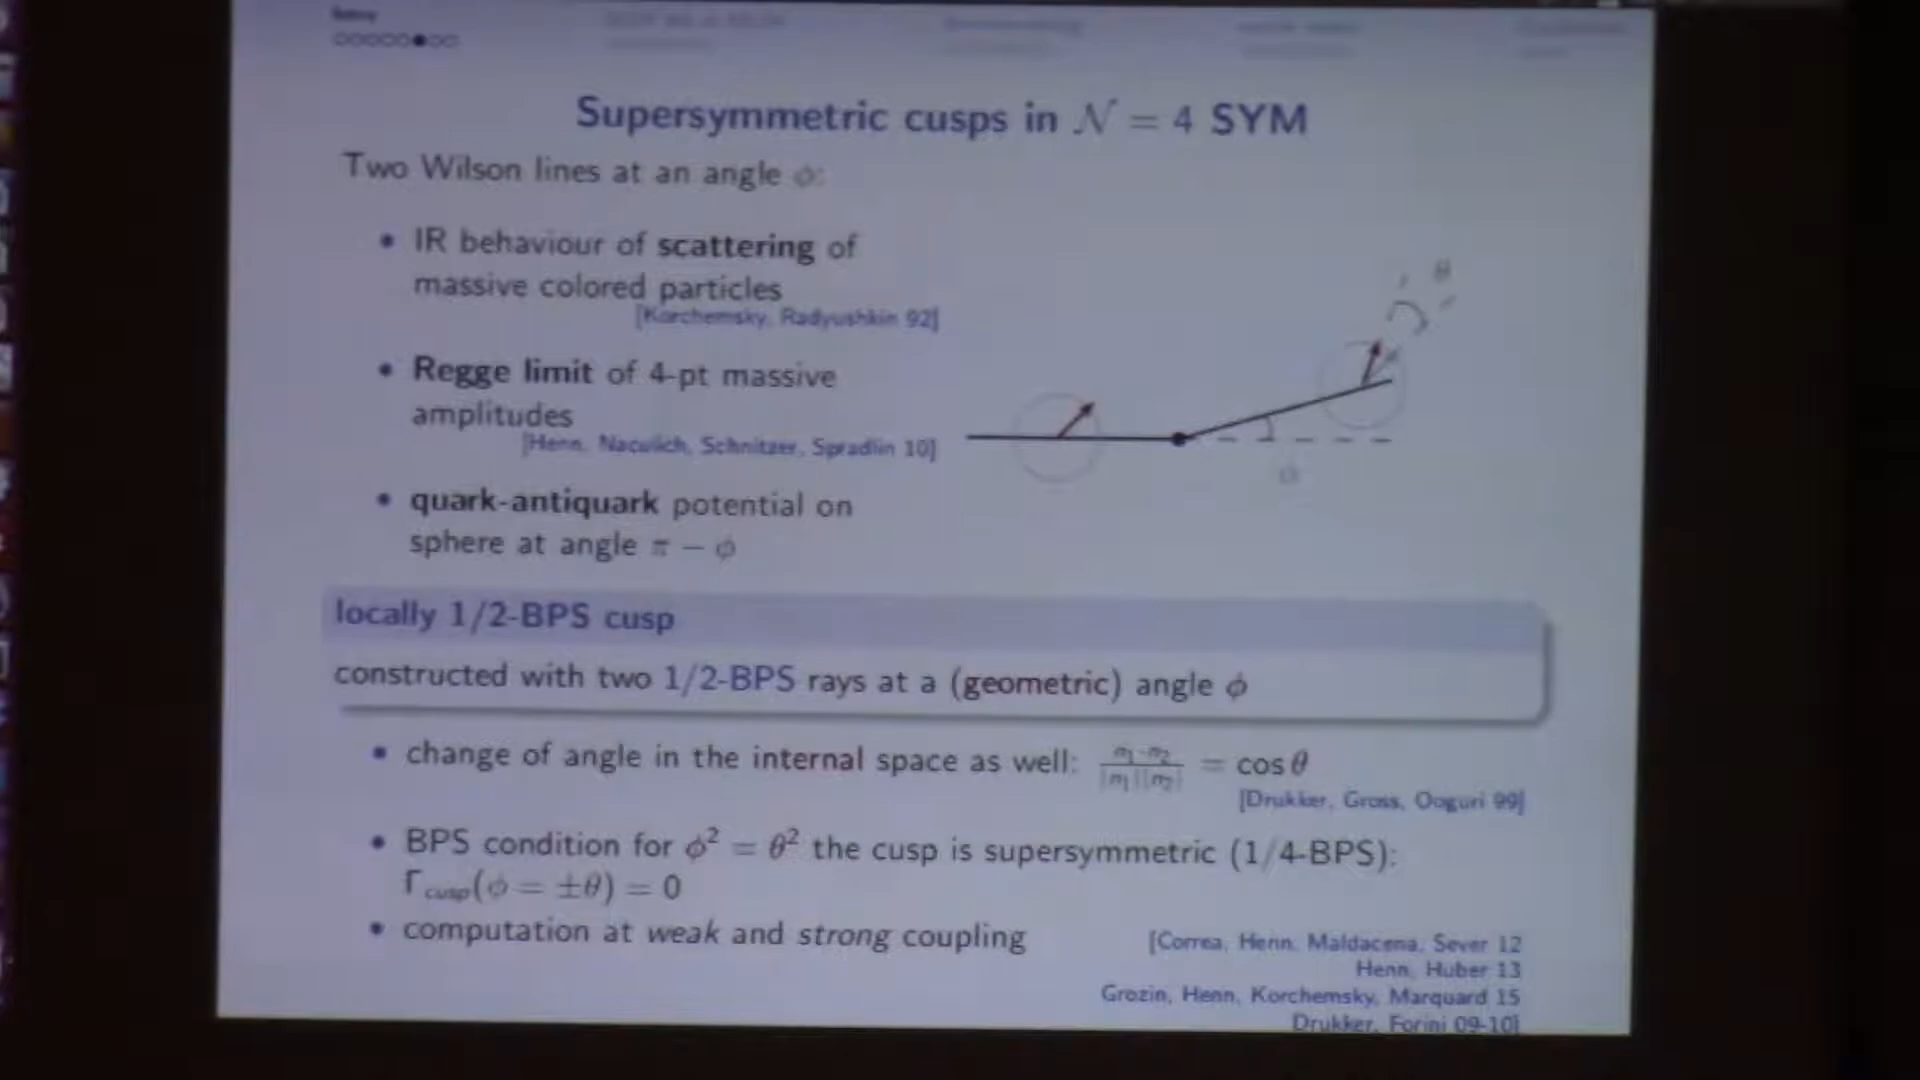 Supersymmetric cusps in 𝒩 = 4 SYM
Two Wilson lines at an angle ϕ:
• IR behaviour of scattering of
massive colored particles
[Korchemsky, Radyushkin 92]
• Regge limit of 4-pt massive
amplitudes
[Henn, Naculich, Schnitzer, Spradlin 10]
• quark-antiquark potential on
sphere at angle π − ϕ
θ
ϕ
locally 1/2-BPS cusp
constructed with two 1/2-BPS rays at a (geometric) angle ϕ
• change of angle in the internal space as well: n₁·n₂ / |n₁||n₂| = cos θ
[Drukker, Gross, Ooguri 99]
• BPS condition for ϕ² = θ² the cusp is supersymmetric (1/4-BPS):
Γcusp(ϕ = ±θ) = 0
• computation at weak and strong coupling
[Correa, Henn, Maldacena, Sever 12
Henn, Huber 13
Grozin, Henn, Korchemsky, Marquard 15
Drukker, Forini 09-10]